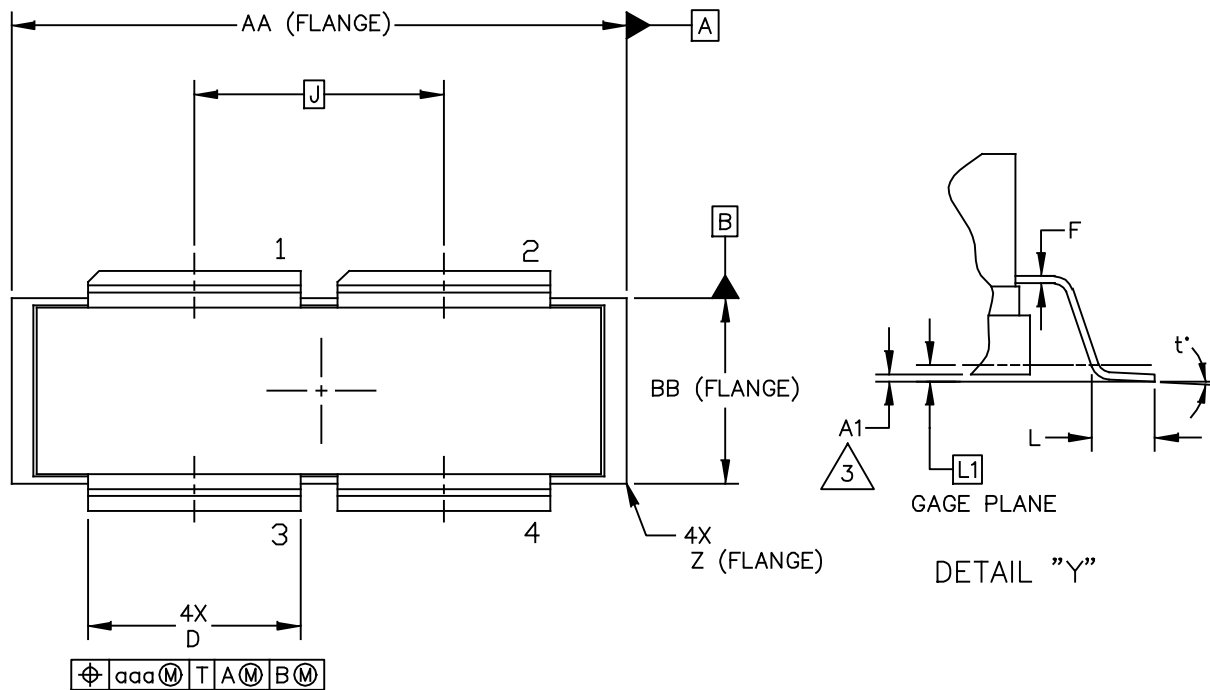 AA (FLANGE)
A
J
B
1
2
F
t°
BB (FLANGE)
A1
3
L
L1
GAGE PLANE
3
4
4X
Z (FLANGE)
DETAIL "Y"
4X
D
⌖ aaa Ⓜ T A Ⓜ B Ⓜ